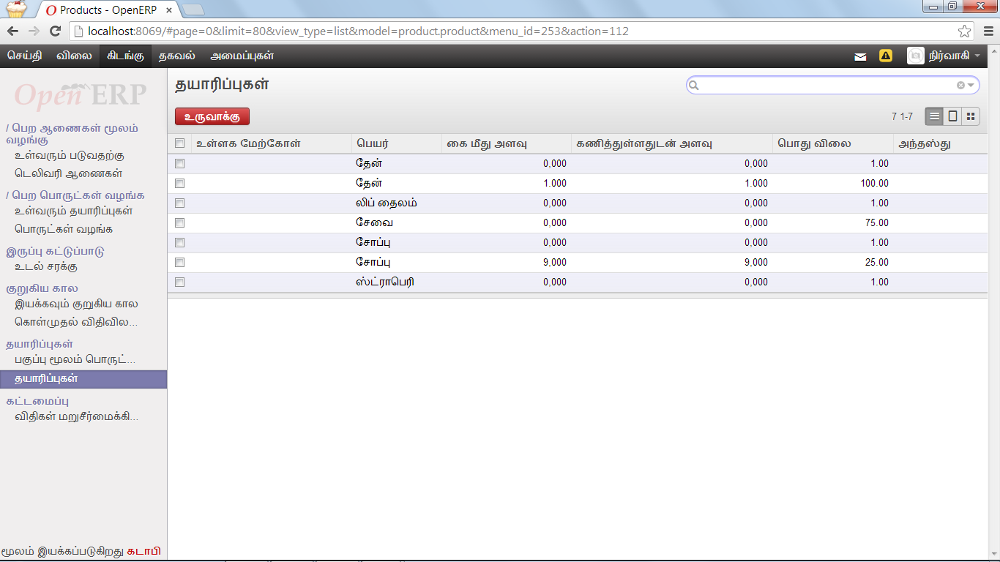 Products - OpenERP
localhost:8069/#page=0&limit=80&view_type=list&model=product.product&menu_id=253&action=112
செய்தி விலை கிடங்கு தகவல் அமைப்புகள் நிர்வாகி
Open ERP
/ பெற ஆணைகள் மூலம்
வழங்கு
உள்வரும் படுவதற்கு
டெலிவரி ஆணைகள்
/ பெற பொருட்கள் வழங்க
உள்வரும் தயாரிப்புகள்
பொருட்கள் வழங்க
இருப்பு கட்டுப்பாடு
உடல் சரக்கு
குறுகிய கால
இயக்கவும் குறுகிய கால
கொள்முதல் விதிவில...
தயாரிப்புகள்
பகுப்பு மூலம் பொருட்...
தயாரிப்புகள்
கட்டமைப்பு
விதிகள் மறுசீர்மைக்கி...
மூலம் இயக்கப்படுகிறது கடாபி
தயாரிப்புகள்
உருவாக்கு
7 1-7
உள்ளக மேற்கோள் பெயர் கை மீது அளவு கணித்துள்ளதுடன் அளவு பொது விலை அந்தஸ்து
தேன் 0,000 0,000 1.00
தேன் 1.000 1.000 100.00
லிப் தைலம் 0,000 0,000 1.00
சேவை 0,000 0,000 75.00
சோப்பு 0,000 0,000 1.00
சோப்பு 9,000 9,000 25.00
ஸ்ட்ராபெரி 0,000 0,000 1.00